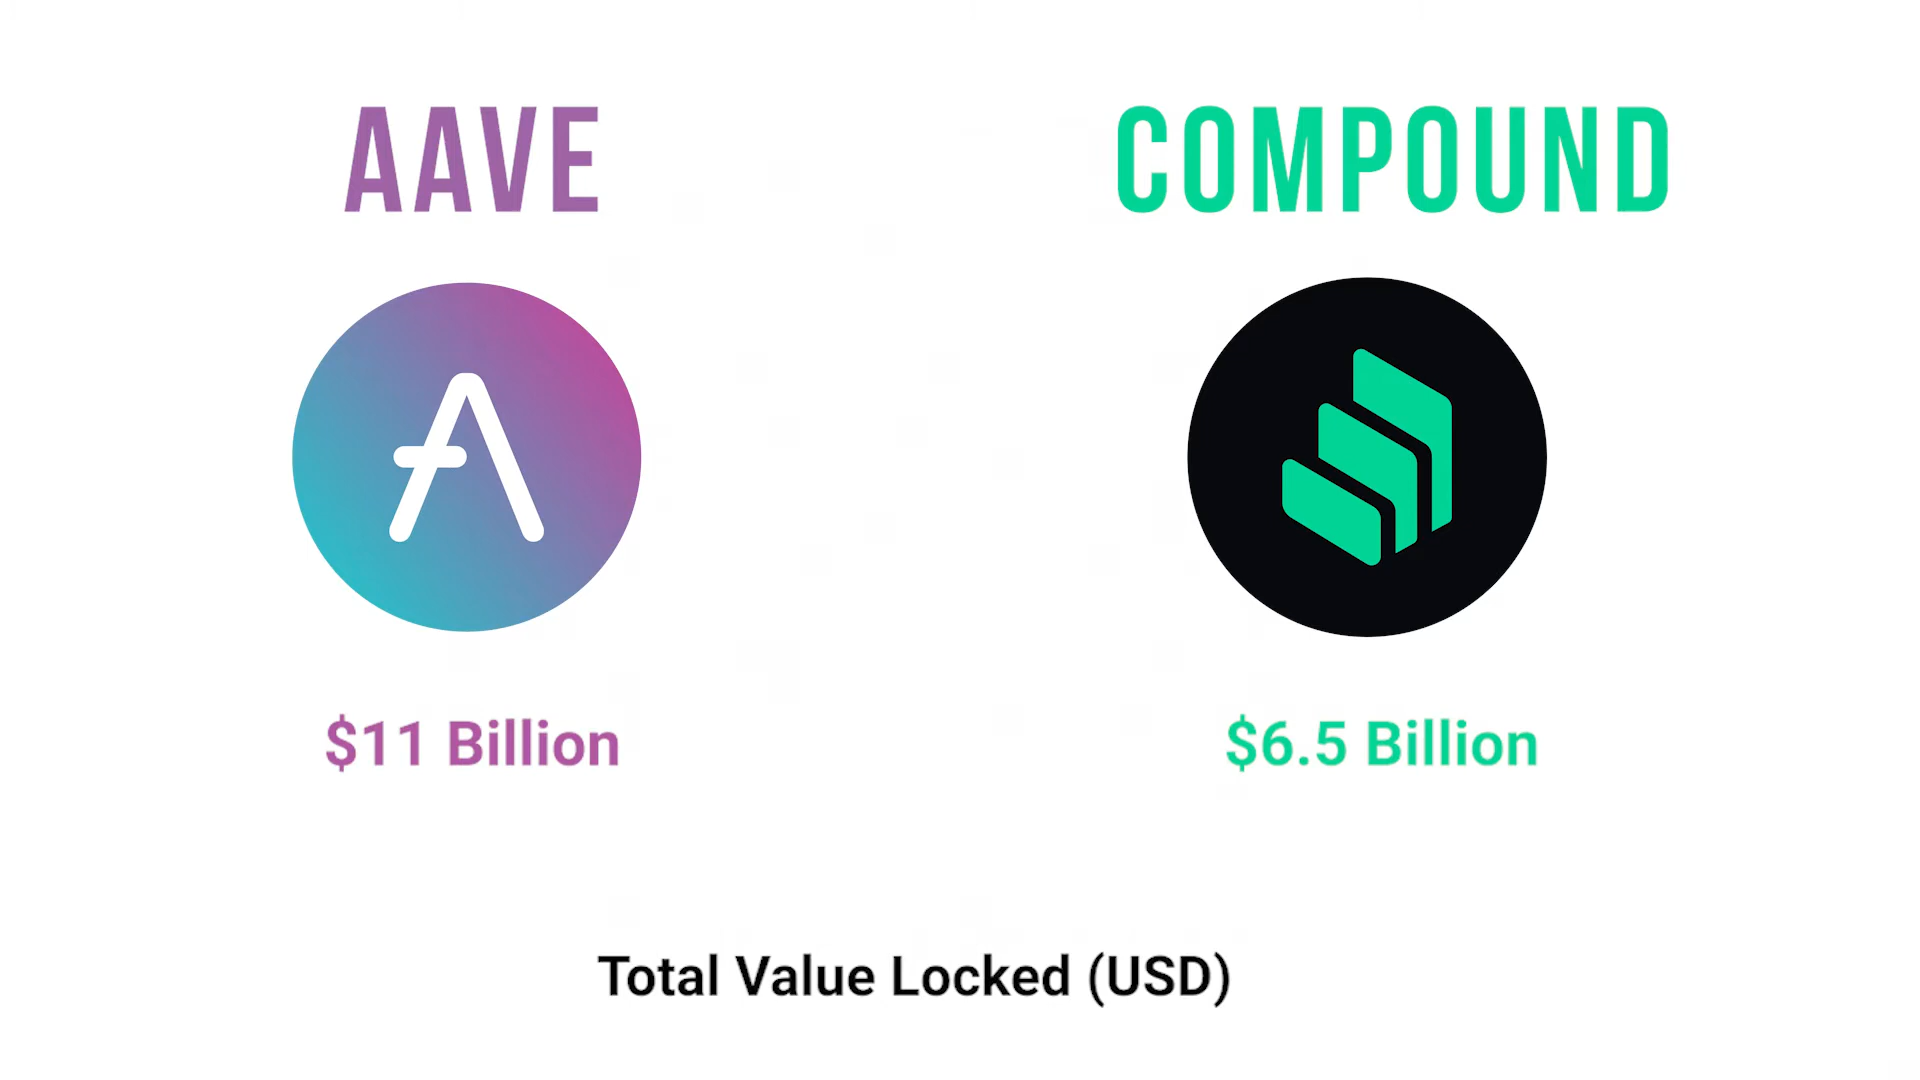 AAVE
COMPOUND
$11 Billion
$6.5 Billion
Total Value Locked (USD)